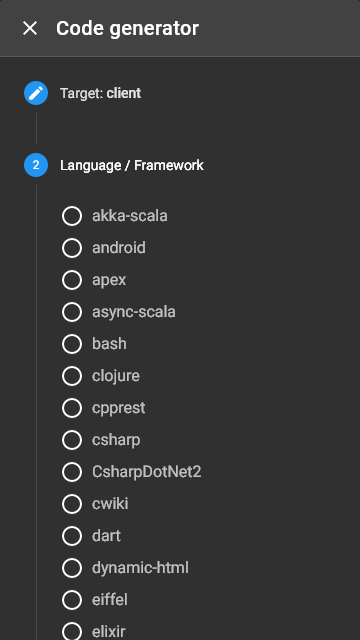 Code generator
Target: client
2 Language / Framework
akka-scala
android
apex
async-scala
bash
clojure
cpprest
csharp
CsharpDotNet2
cwiki
dart
dynamic-html
eiffel
elixir